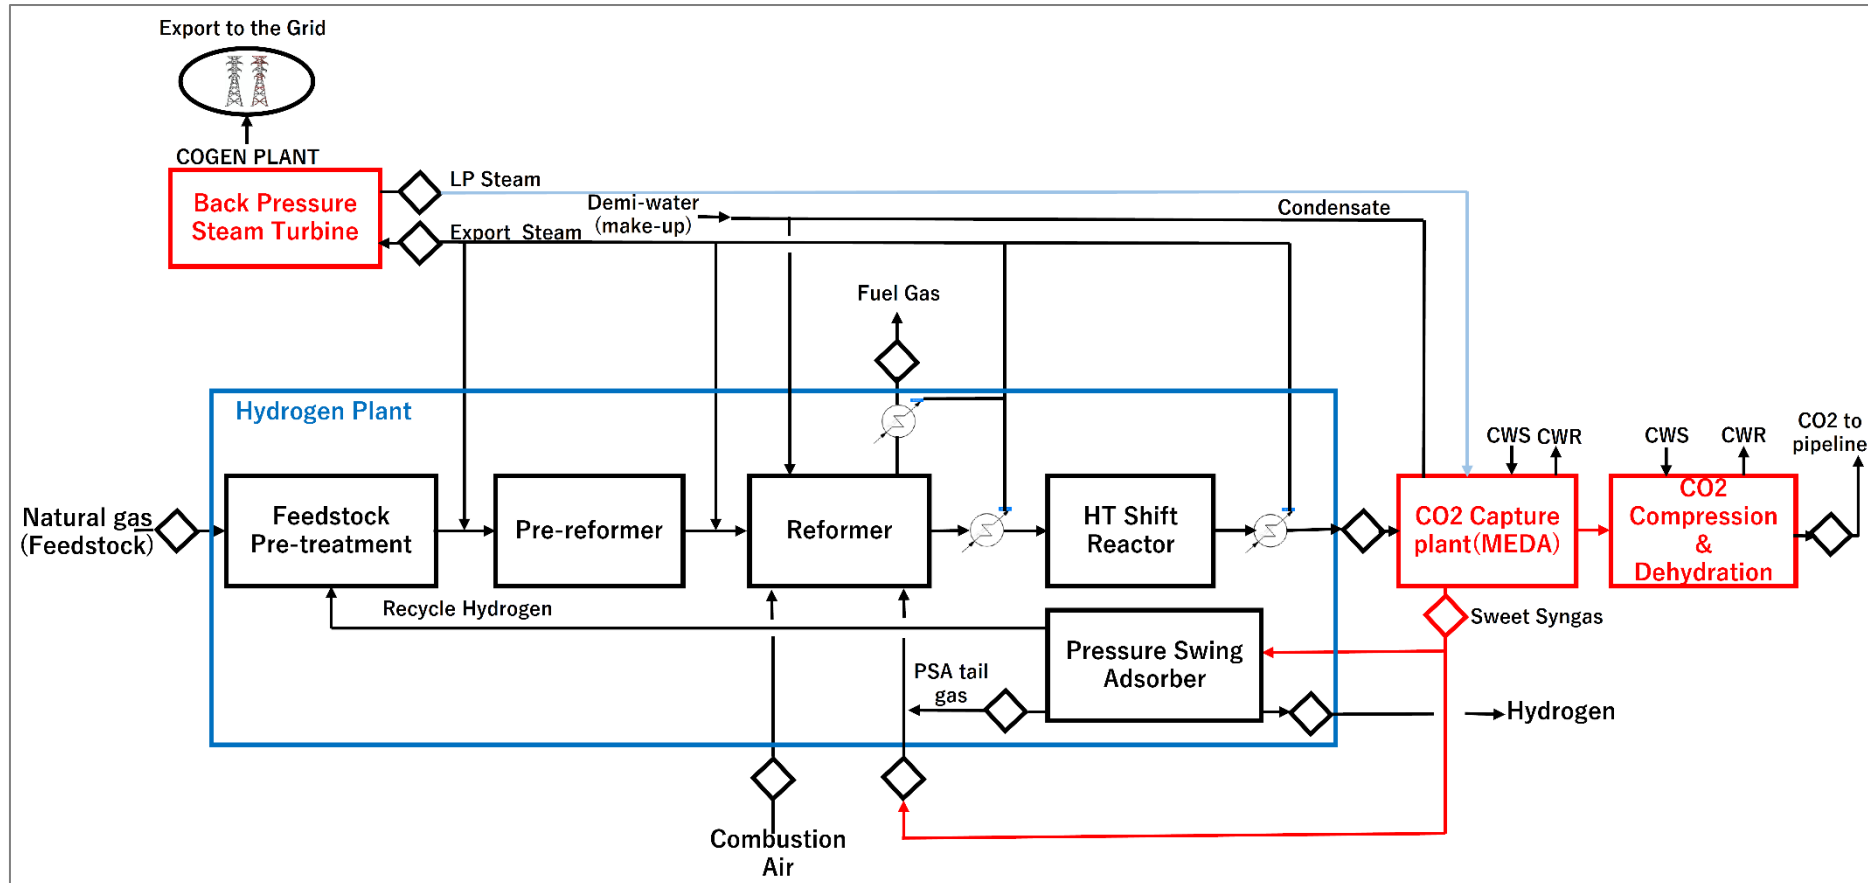 Export to the Grid
COGEN PLANT
Back Pressure
Steam Turbine
LP Steam
Export Steam
Demi-water
(make-up)
Condensate
Fuel Gas
Hydrogen Plant
CWS
CWR
CWS
CWR
CO2 to
pipeline
Natural gas
(Feedstock)
Feedstock
Pre-treatment
Pre-reformer
Reformer
HT Shift
Reactor
CO2 Capture
plant(MEDA)
CO2
Compression
&
Dehydration
Recycle Hydrogen
Sweet Syngas
Pressure Swing
Adsorber
PSA tail
gas
Hydrogen
Combustion
Air